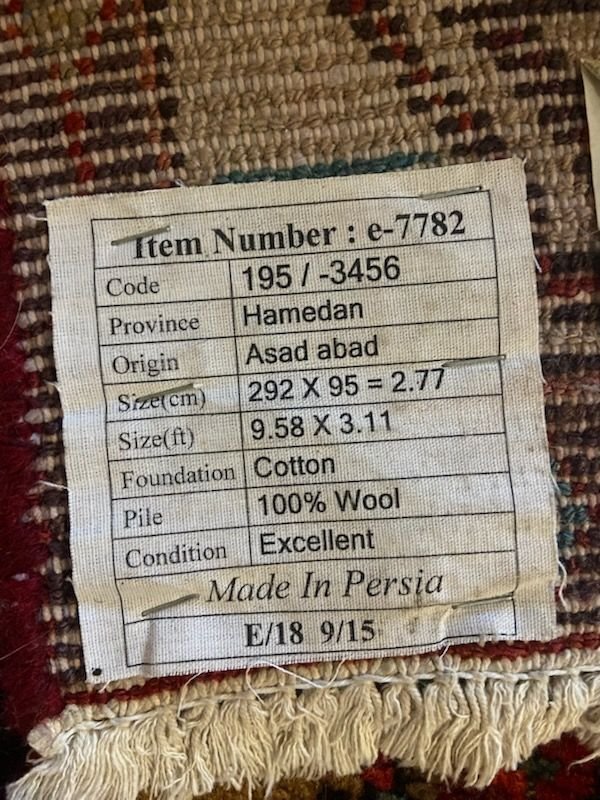 Item Number : e-7782
Code 195 / -3456
Province Hamedan
Origin Asad abad
Size(cm) 292 X 95 = 2.77
Size(ft) 9.58 X 3.11
Foundation Cotton
Pile 100% Wool
Condition Excellent
Made In Persia
E/18 9/15